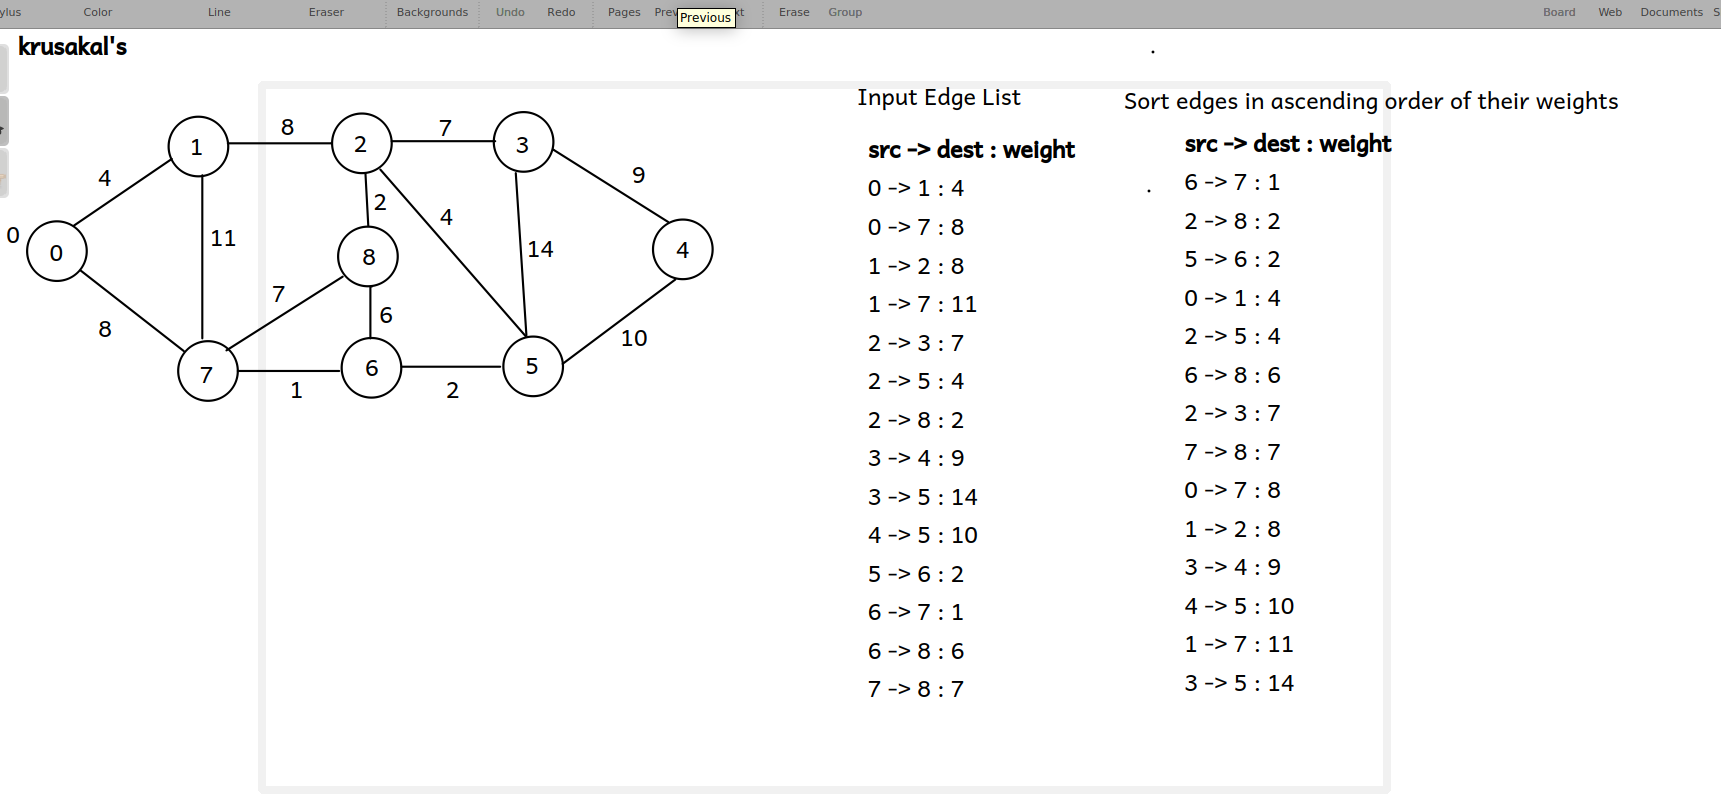 Color Line Eraser Backgrounds Undo Redo Pages Previous Erase Group Board Web Documents
krusakal's
Input Edge List
src -> dest : weight
0 -> 1 : 4
0 -> 7 : 8
1 -> 2 : 8
1 -> 7 : 11
2 -> 3 : 7
2 -> 5 : 4
2 -> 8 : 2
3 -> 4 : 9
3 -> 5 : 14
4 -> 5 : 10
5 -> 6 : 2
6 -> 7 : 1
6 -> 8 : 6
7 -> 8 : 7
Sort edges in ascending order of their weights
src -> dest : weight
6 -> 7 : 1
2 -> 8 : 2
5 -> 6 : 2
0 -> 1 : 4
2 -> 5 : 4
6 -> 8 : 6
2 -> 3 : 7
7 -> 8 : 7
0 -> 7 : 8
1 -> 2 : 8
3 -> 4 : 9
4 -> 5 : 10
1 -> 7 : 11
3 -> 5 : 14
8
7
1
2
3
4
9
2
4
0
0
11
8
14
4
7
6
8
10
7
6
5
1
2